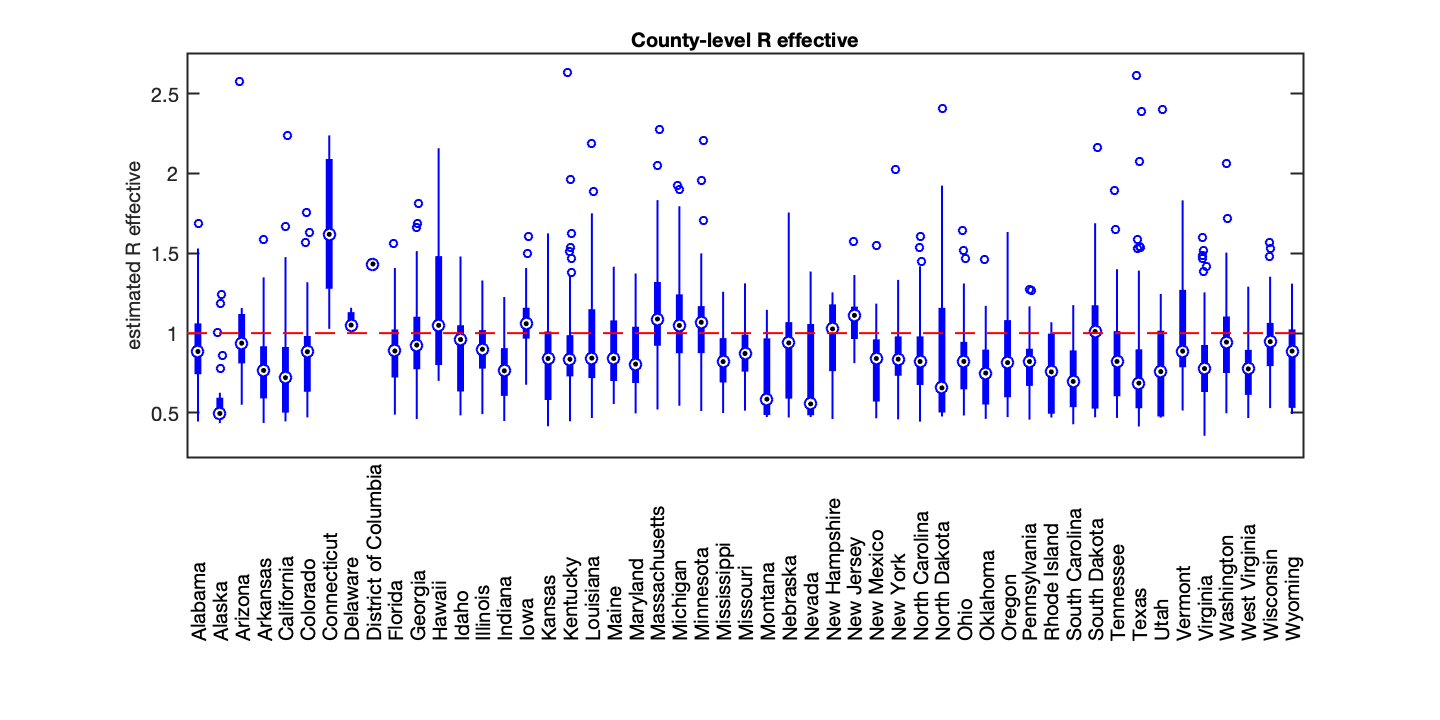 County-level R effective
estimated R effective
2.5
2
1.5
1
0.5
Alabama
Alaska
Arizona
Arkansas
California
Colorado
Connecticut
Delaware
District of Columbia
Florida
Georgia
Hawaii
Idaho
Illinois
Indiana
Iowa
Kansas
Kentucky
Louisiana
Maine
Maryland
Massachusetts
Michigan
Minnesota
Mississippi
Missouri
Montana
Nebraska
Nevada
New Hampshire
New Jersey
New Mexico
New York
North Carolina
North Dakota
Ohio
Oklahoma
Oregon
Pennsylvania
Rhode Island
South Carolina
South Dakota
Tennessee
Texas
Utah
Vermont
Virginia
Washington
West Virginia
Wisconsin
Wyoming